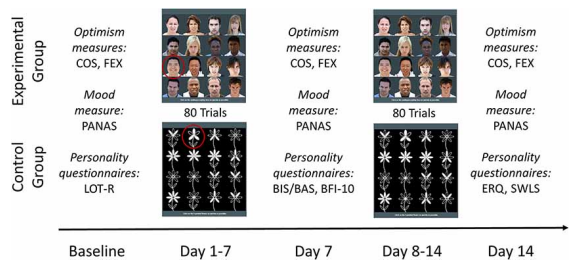 Experimental
Group
Optimism
measures:
COS, FEX
Mood
measure:
PANAS
Control
Group
Personality
questionnaires:
LOT-R
80 Trials
Optimism
measures:
COS, FEX
Mood
measure:
PANAS
Personality
questionnaires:
BIS/BAS, BFI-10
80 Trials
Optimism
measures:
COS, FEX
Mood
measure:
PANAS
Personality
questionnaires:
ERQ, SWLS
Baseline
Day 1-7
Day 7
Day 8-14
Day 14